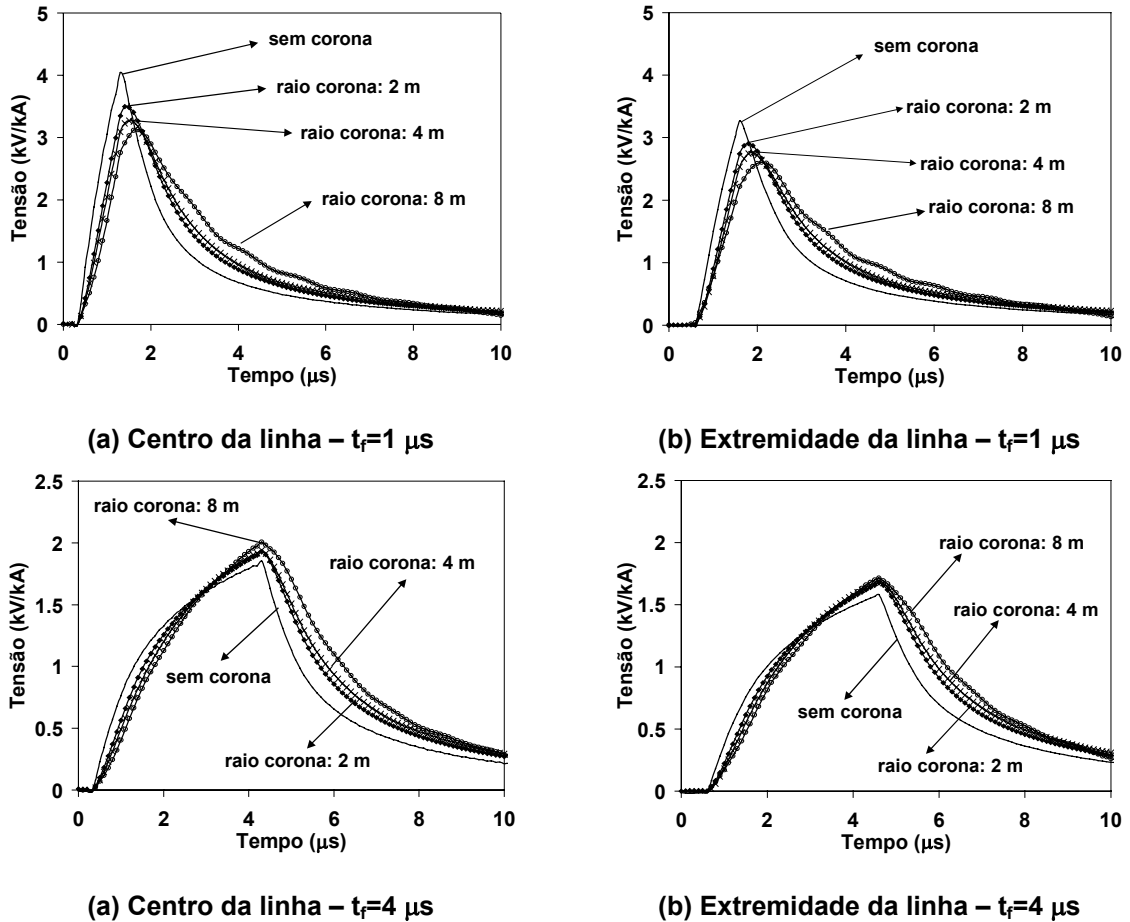 5
4
3
2
1
0
Tensão (kV/kA)
sem corona
raio corona: 2 m
raio corona: 4 m
raio corona: 8 m
0 2 4 6 8 10
Tempo (μs)
(a) Centro da linha – tf=1 μs
5
4
3
2
1
0
Tensão (kV/kA)
sem corona
raio corona: 2 m
raio corona: 4 m
raio corona: 8 m
0 2 4 6 8 10
Tempo (μs)
(b) Extremidade da linha – tf=1 μs
2.5
2
1.5
1
0.5
0
Tensão (kV/kA)
raio corona: 8 m
raio corona: 4 m
sem corona
raio corona: 2 m
0 2 4 6 8 10
Tempo (μs)
(a) Centro da linha – tf=4 μs
2.5
2
1.5
1
0.5
0
Tensão (kV/kA)
raio corona: 8 m
raio corona: 4 m
sem corona
raio corona: 2 m
0 2 4 6 8 10
Tempo (μs)
(b) Extremidade da linha – tf=4 μs